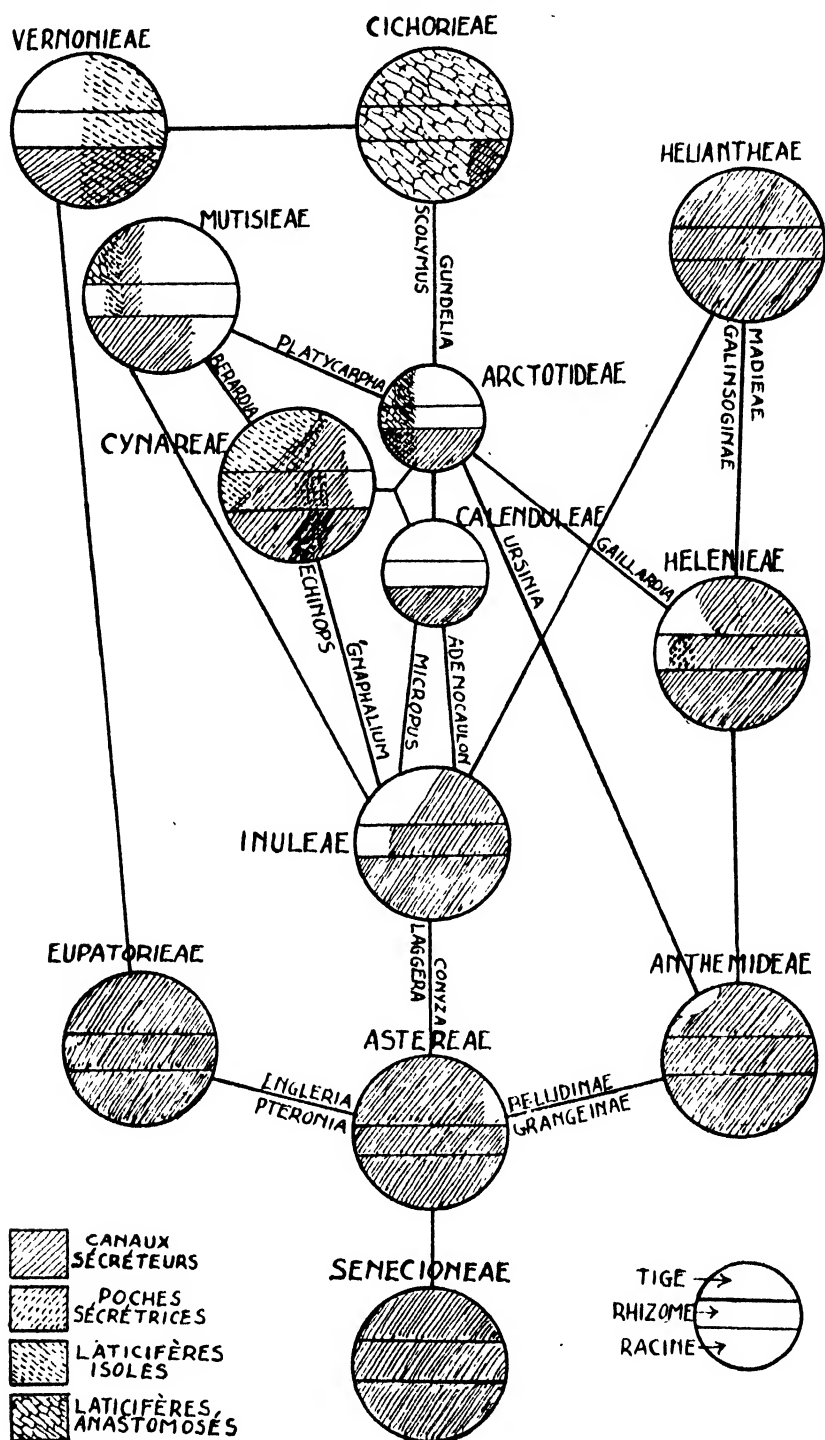 VERNONIEAE
CICHORIEAE
HELIANTHEAE
MUTISIEAE
SCOLYMUS
GUNDELIA
PLATYCARPHA
BERARDIA
ARCTOTIDEAE
MADIEAE
GALINSOGINAE
CYNAREAE
CALENDULEAE
URSINIA
GAILLARDIA
HELENIEAE
ECHINOPS
GNAPHALIUM
MICROPUS
ADENOCAULON
INULEAE
LAGGERA
CONYZA
EUPATORIEAE
ANTHEMIDEAE
ASTEREAE
ENGLERIA
PTERONIA
BELLIDINAE
GRANGEINAE
SENECIONEAE
CANAUX
SÉCRÉTEURS
POCHES
SÉCRÉTRICES
LATICIFÈRES
ISOLÉS
LATICIFÈRES
ANASTOMOSÉS
TIGE →
RHIZOME →
RACINE →